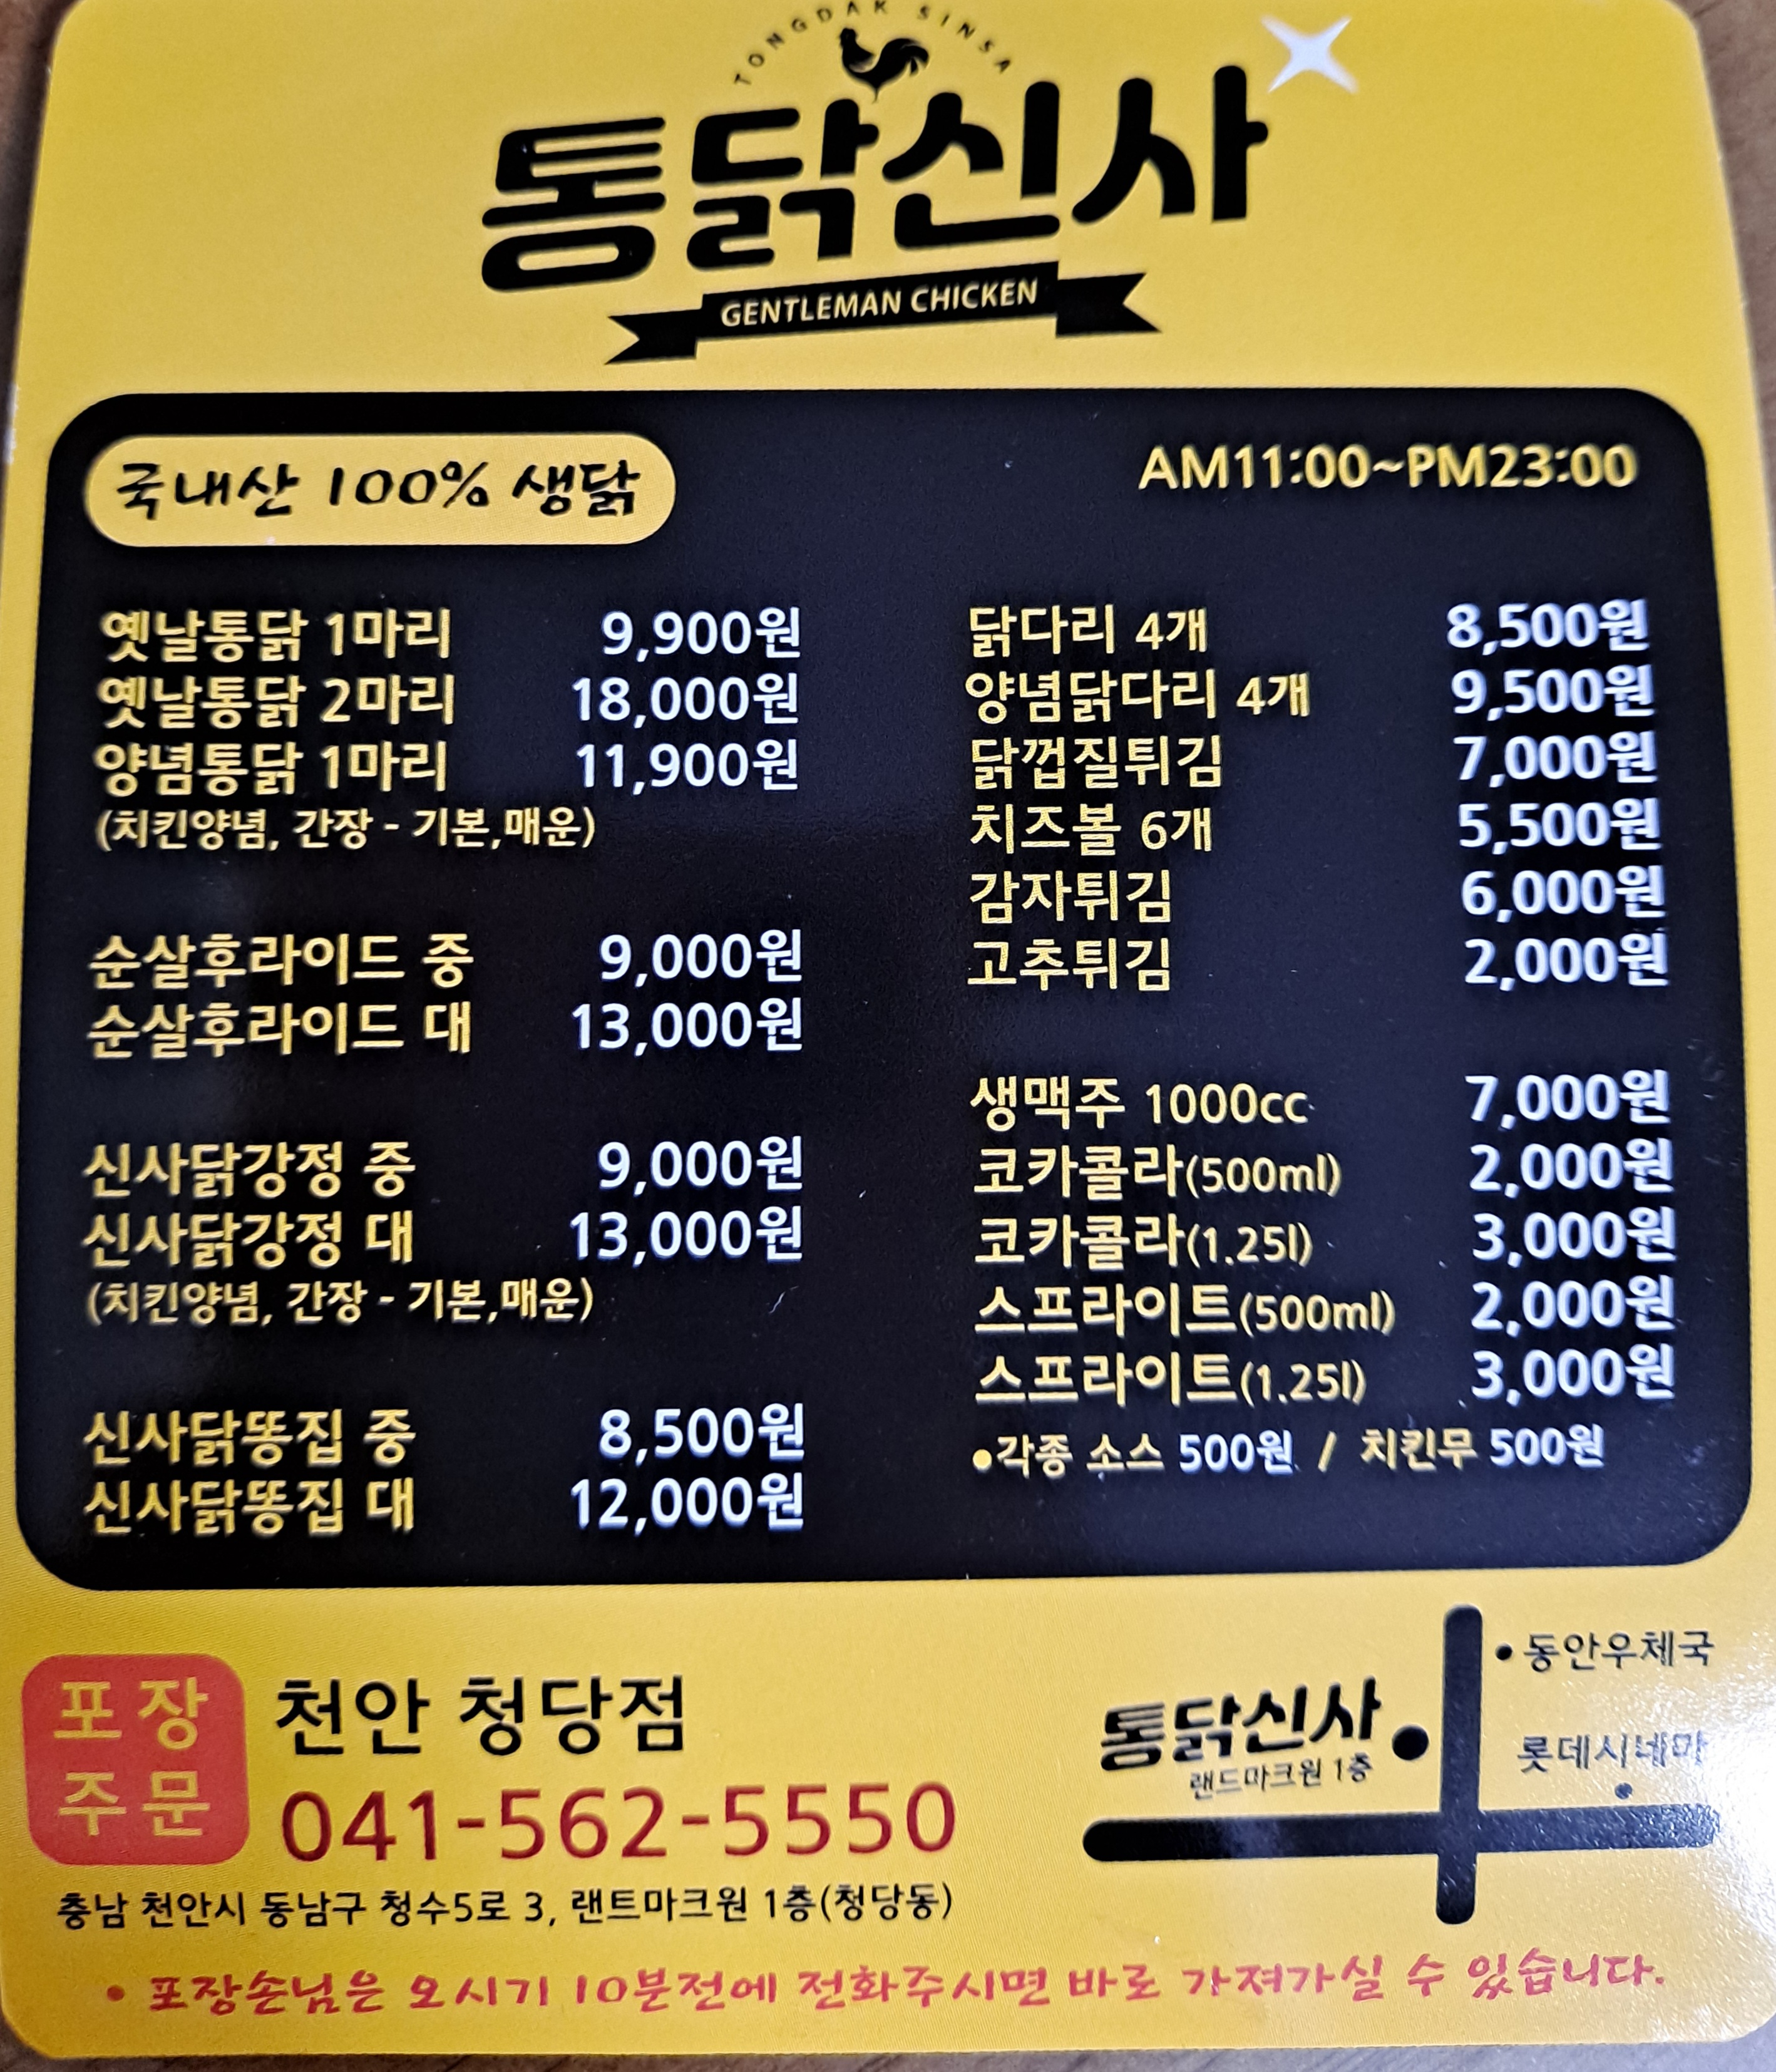 TONGDAK SINSA
통닭신사
GENTLEMAN CHICKEN
국내산 100% 생닭
AM11:00~PM23:00
옛날통닭 1마리 9,900원
옛날통닭 2마리 18,000원
양념통닭 1마리 11,900원
(치킨양념, 간장 - 기본,매운)
순살후라이드 중 9,000원
순살후라이드 대 13,000원
신사닭강정 중 9,000원
신사닭강정 대 13,000원
(치킨양념, 간장 - 기본,매운)
신사닭똥집 중 8,500원
신사닭똥집 대 12,000원
닭다리 4개 8,500원
양념닭다리 4개 9,500원
닭껍질튀김 7,000원
치즈볼 6개 5,500원
감자튀김 6,000원
고추튀김 2,000원
생맥주 1000cc 7,000원
코카콜라(500ml) 2,000원
코카콜라(1.25l) 3,000원
스프라이트(500ml) 2,000원
스프라이트(1.25l) 3,000원
•각종 소스 500원 / 치킨무 500원
포장
주문
천안 청당점
041-562-5550
충남 천안시 동남구 청수5로 3, 랜트마크원 1층(청당동)
통닭신사
랜드마크원 1층
•동안우체국
롯데시네마
• 포장손님은 오시기 10분전에 전화주시면 바로 가져가실 수 있습니다.